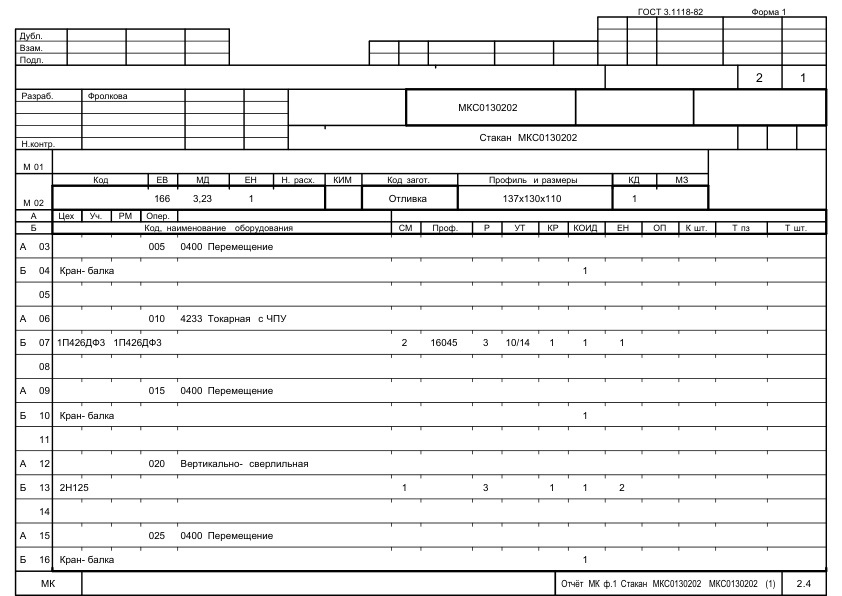 ГОСТ 3.1118-82 Форма 1
Дубл.
Взам.
Подл.
2 1
Разраб. Фролкова
МКС0130202
Стакан МКС0130202
Н.контр.
М 01
Код ЕВ МД ЕН Н. расх. КИМ Код загот. Профиль и размеры КД МЗ
М 02 166 3,23 1 Отливка 137х130х110 1
А Цех Уч. РМ Опер.
Б Код, наименование оборудования СМ Проф. Р УТ КР КОИД ЕН ОП К шт. Т пз Т шт.
А 03 005 0400 Перемещение
Б 04 Кран- балка 1
05
А 06 010 4233 Токарная с ЧПУ
Б 07 1П426ДФ3 1П426ДФ3 2 16045 3 10/14 1 1 1
08
А 09 015 0400 Перемещение
Б 10 Кран- балка 1
11
А 12 020 Вертикально- сверлильная
Б 13 2Н125 1 3 1 1 2
14
А 15 025 0400 Перемещение
Б 16 Кран- балка 1
МК Отчёт МК ф.1 Стакан МКС0130202 МКС0130202 (1) 2.4